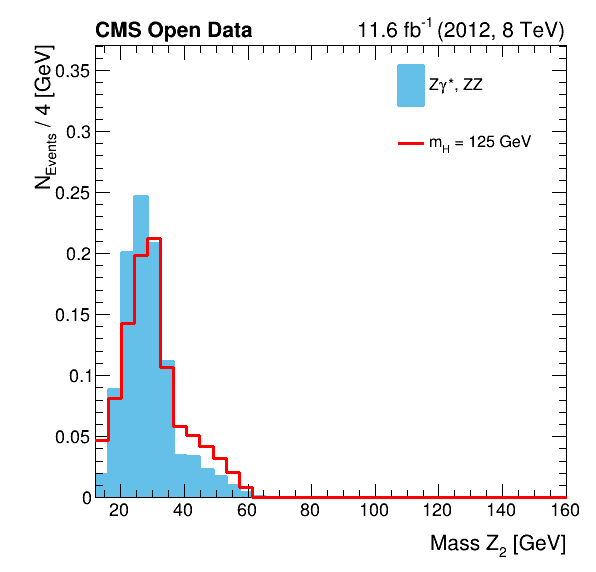 CMS Open Data
11.6 fb⁻¹ (2012, 8 TeV)
N_Events / 4 [GeV]
0.35
0.3
0.25
0.2
0.15
0.1
0.05
0
Zγ*, ZZ
m_H = 125 GeV
20 40 60 80 100 120 140 160
Mass Z₂ [GeV]